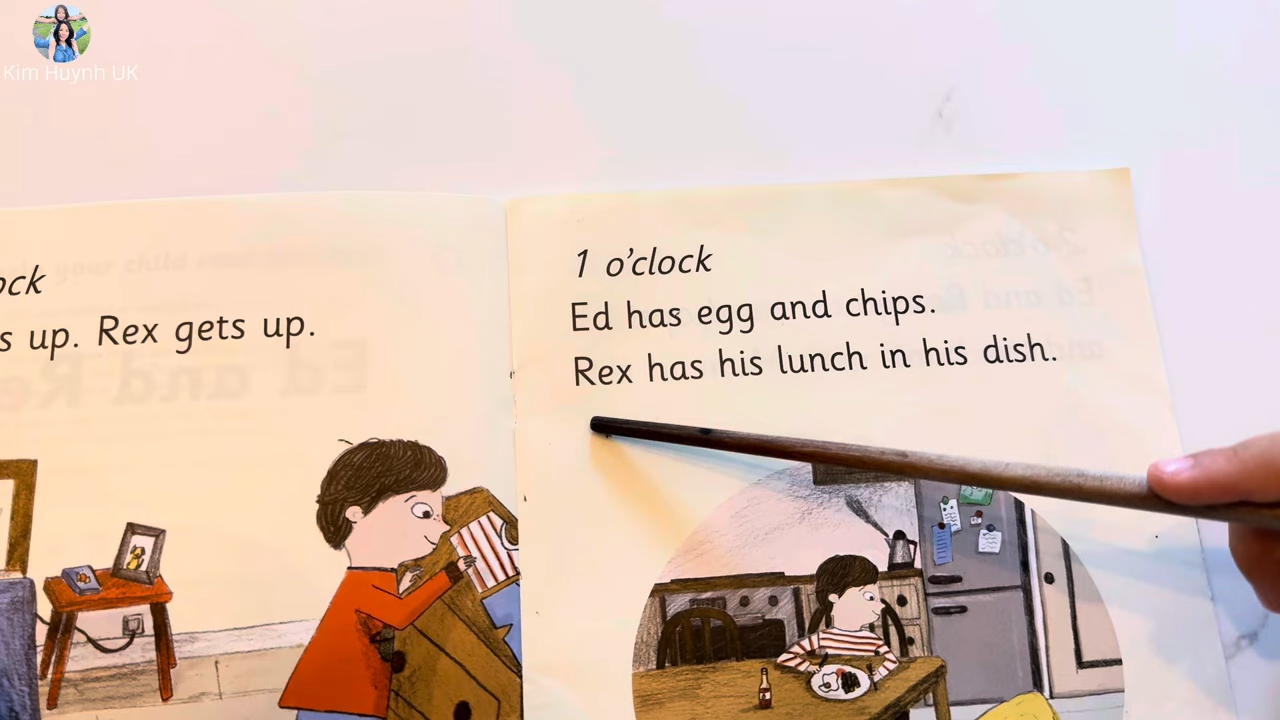 Kim Huynh UK
ock
s up. Rex gets up.
1 o'clock
Ed has egg and chips.
Rex has his lunch in his dish.